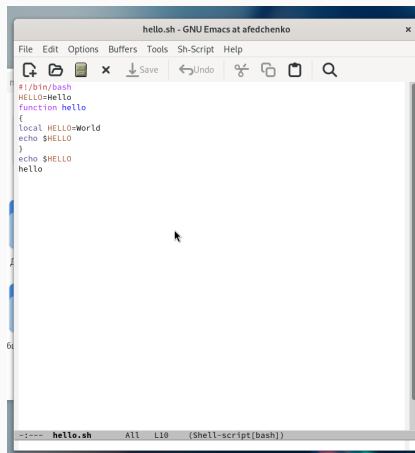 hello.sh - GNU Emacs at afedchenko ×
File Edit Options Buffers Tools Sh-Script Help
Save Undo
#!/bin/bash
HELLO=Hello
function hello
{
local HELLO=World
echo $HELLO
}
echo $HELLO
hello
-:--- hello.sh All L10 (Shell-script[bash])